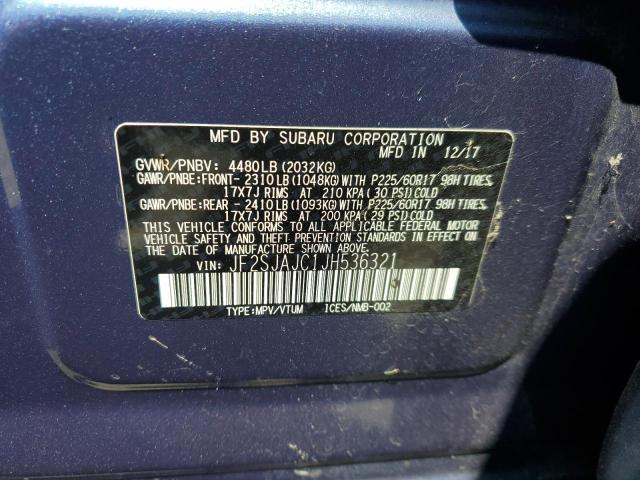 MFD BY SUBARU CORPORATION
GVWR/PNBV: 4480LB(2032KG) MFD IN 12/17
GAWR/PNBE:FRONT-2310LB(1048KG)WITH P225/60R17 98H TIRES,
17X7J RIMS AT 210 KPA(30 PSI)COLD
GAWR/PNBE:REAR -2410LB(1093KG)WITH P225/60R17 98H TIRES,
17X7J RIMS AT 200 KPA(29 PSI)COLD
THIS VEHICLE CONFORMS TO ALL APPLICABLE FEDERAL MOTOR
VEHICLE SAFETY AND THEFT PREVENTION STANDARDS IN EFFECT ON
THE DATE OF MANUFACTURE SHOWN ABOVE.
VIN: JF2SJAJC1JH536321
TYPE:MPV/VTUM ICES/NMB-002